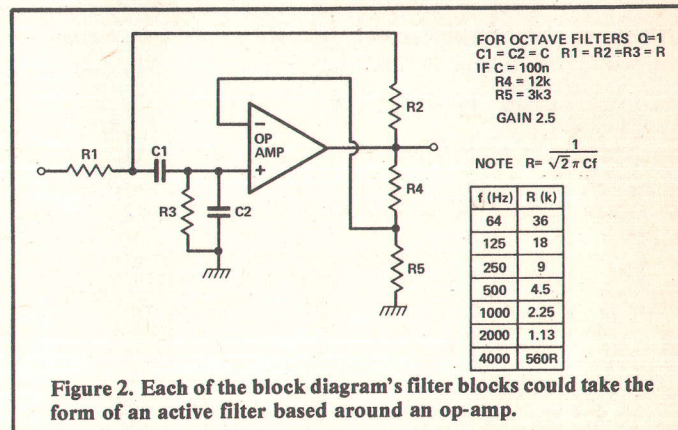 FOR OCTAVE FILTERS Q=1
C1 = C2 = C R1 = R2 =R3 = R
IF C = 100n
R4 = 12k
R5 = 3k3
GAIN 2.5
NOTE R= 1 / √2 π Cf
R2
−
OP
AMP
+
R1
C1
R3
C2
R4
R5
f (Hz) R (k)
64 36
125 18
250 9
500 4.5
1000 2.25
2000 1.13
4000 560R
Figure 2. Each of the block diagram's filter blocks could take the
form of an active filter based around an op-amp.